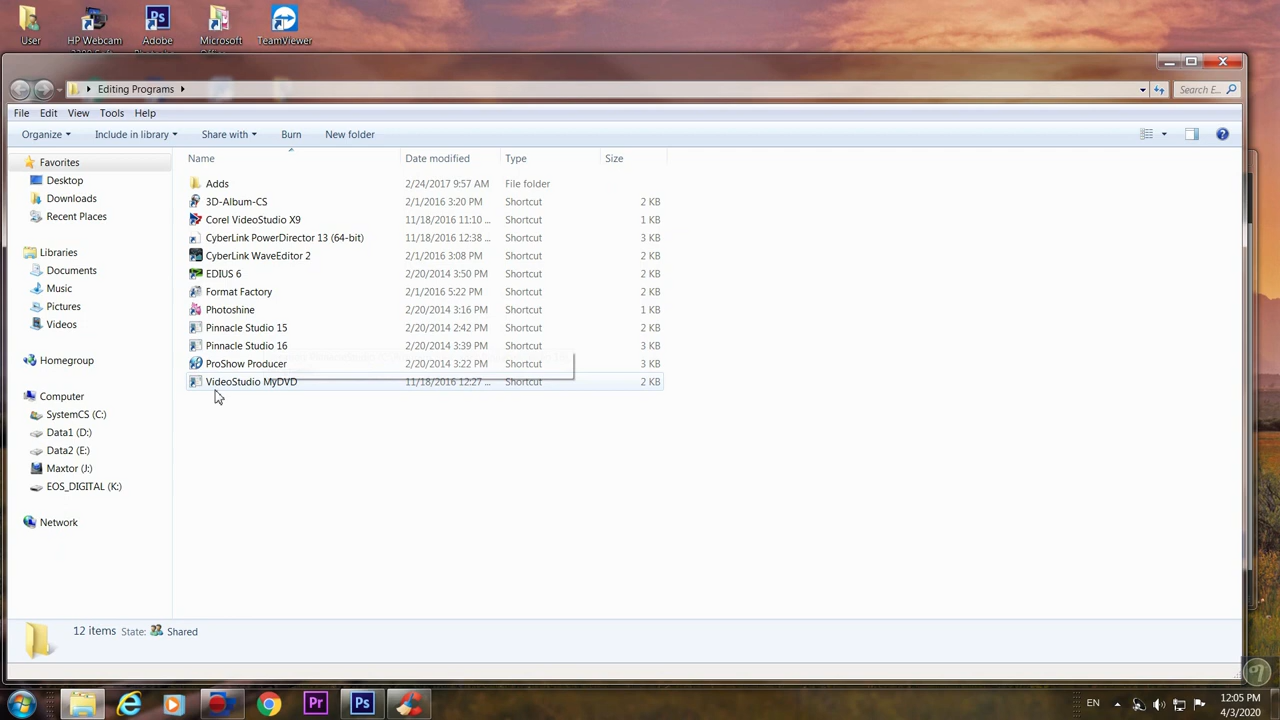 User
HP Webcam
Adobe
Microsoft
TeamViewer
Editing Programs
Search E...
File Edit View Tools Help
Organize Include in library Share with Burn New folder
Name Date modified Type Size
Favorites
Desktop
Downloads
Recent Places
Libraries
Documents
Music
Pictures
Videos
Homegroup
Computer
SystemCS (C:)
Data1 (D:)
Data2 (E:)
Maxtor (J:)
EOS_DIGITAL (K:)
Network
Adds 2/24/2017 9:57 AM File folder
3D-Album-CS 2/1/2016 3:20 PM Shortcut 2 KB
Corel VideoStudio X9 11/18/2016 11:10 ... Shortcut 1 KB
CyberLink PowerDirector 13 (64-bit) 11/18/2016 12:38 ... Shortcut 3 KB
CyberLink WaveEditor 2 2/1/2016 3:08 PM Shortcut 2 KB
EDIUS 6 2/20/2014 3:50 PM Shortcut 2 KB
Format Factory 2/1/2016 5:22 PM Shortcut 2 KB
Photoshine 2/20/2014 3:16 PM Shortcut 1 KB
Pinnacle Studio 15 2/20/2014 2:42 PM Shortcut 2 KB
Pinnacle Studio 16 2/20/2014 3:39 PM Shortcut 3 KB
ProShow Producer 2/20/2014 3:22 PM Shortcut 3 KB
VideoStudio MyDVD 11/18/2016 12:27 ... Shortcut 2 KB
12 items State: Shared
Pr
Ps
EN
12:05 PM
4/3/2020